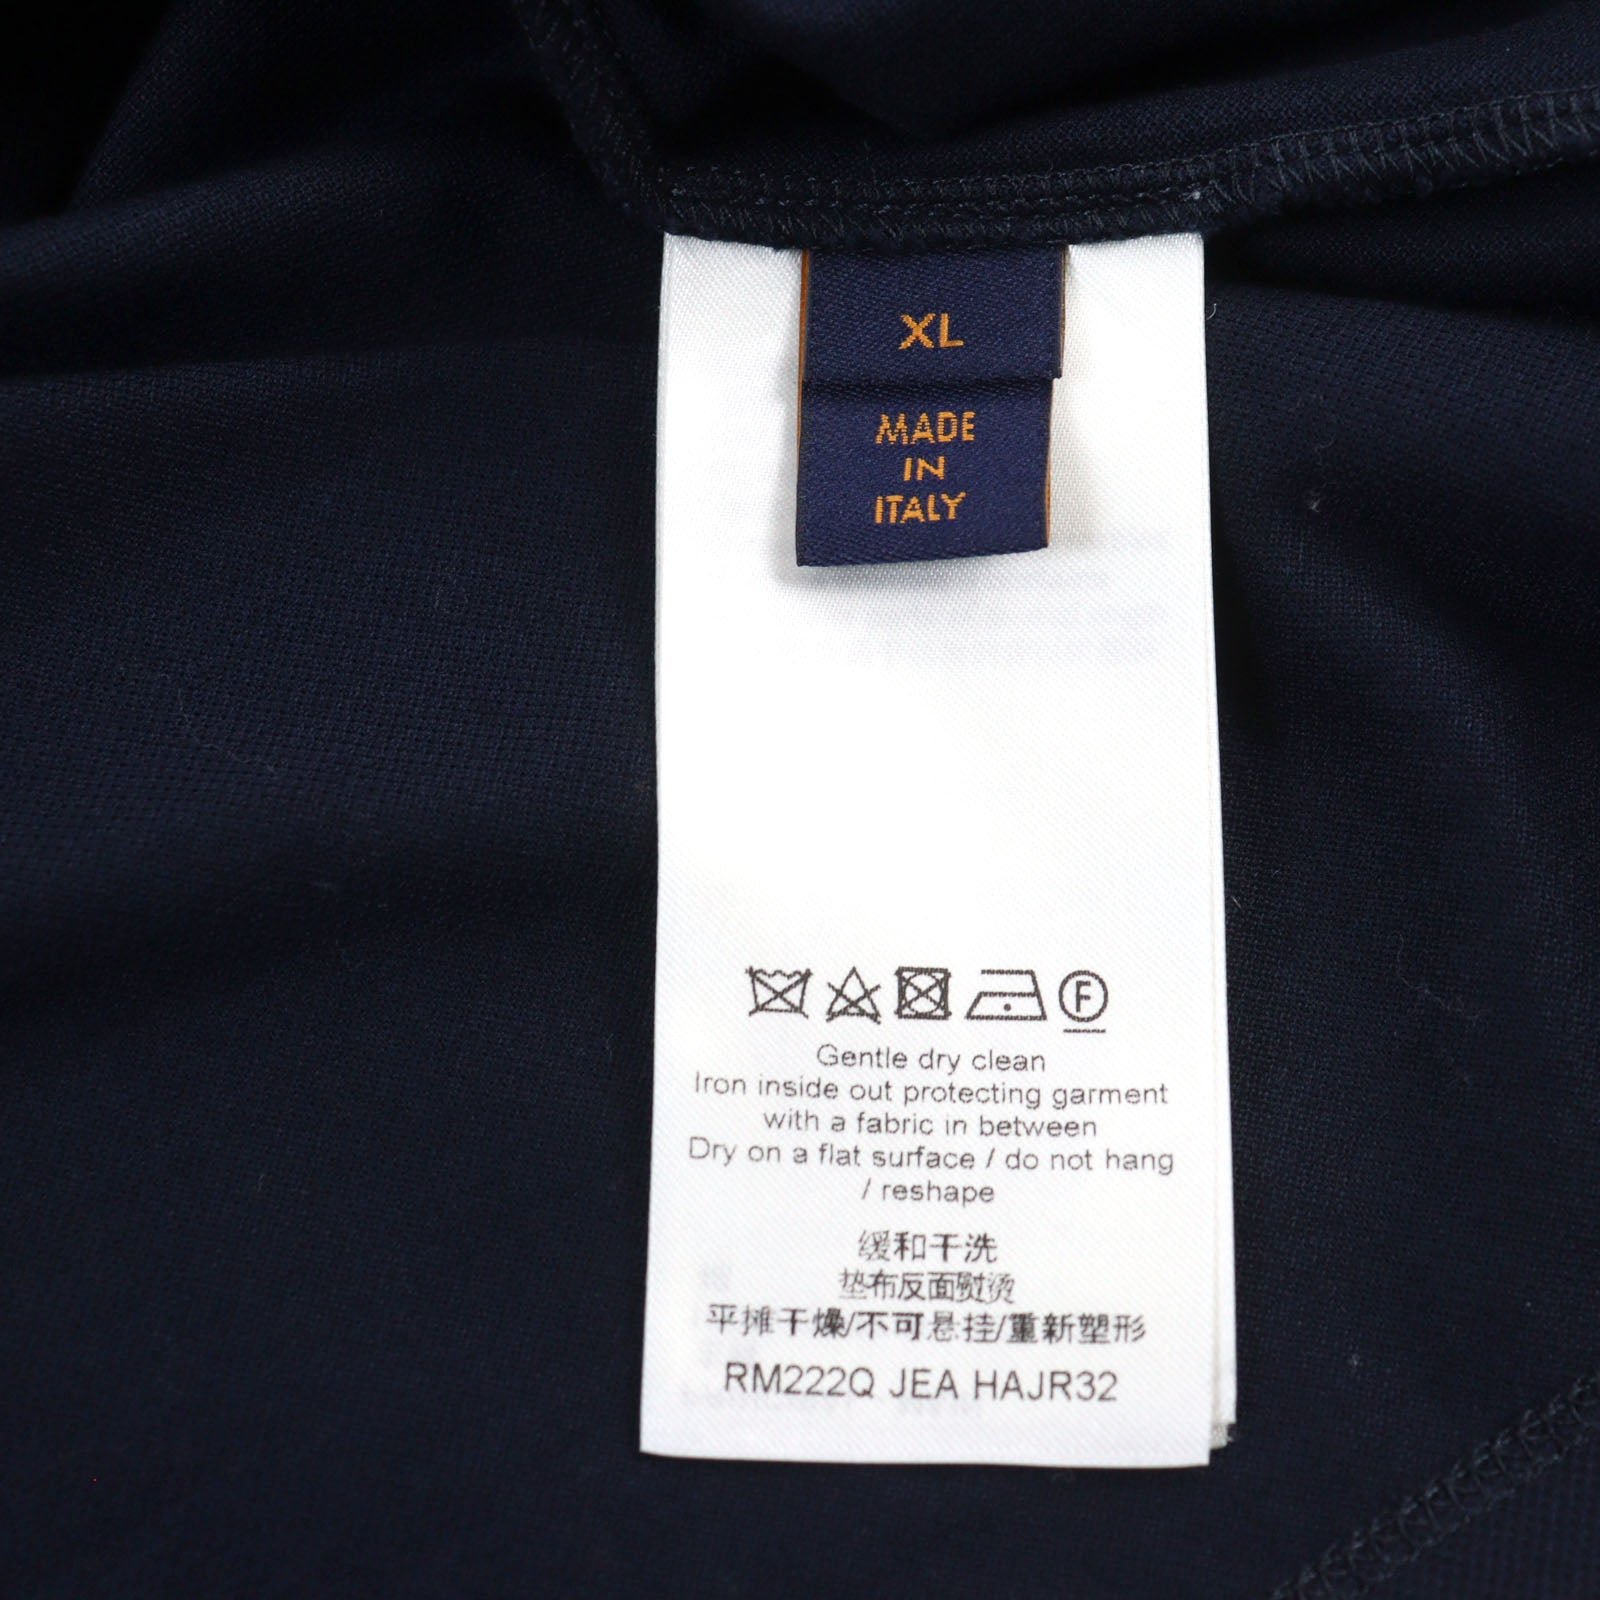 XL
MADE
IN
ITALY
F
Gentle dry clean
Iron inside out protecting garment
with a fabric in between
Dry on a flat surface / do not hang
/ reshape
缓和干洗
垫布反面熨烫
平摊干燥/不可悬挂/重新塑形
RM222Q JEA HAJR32